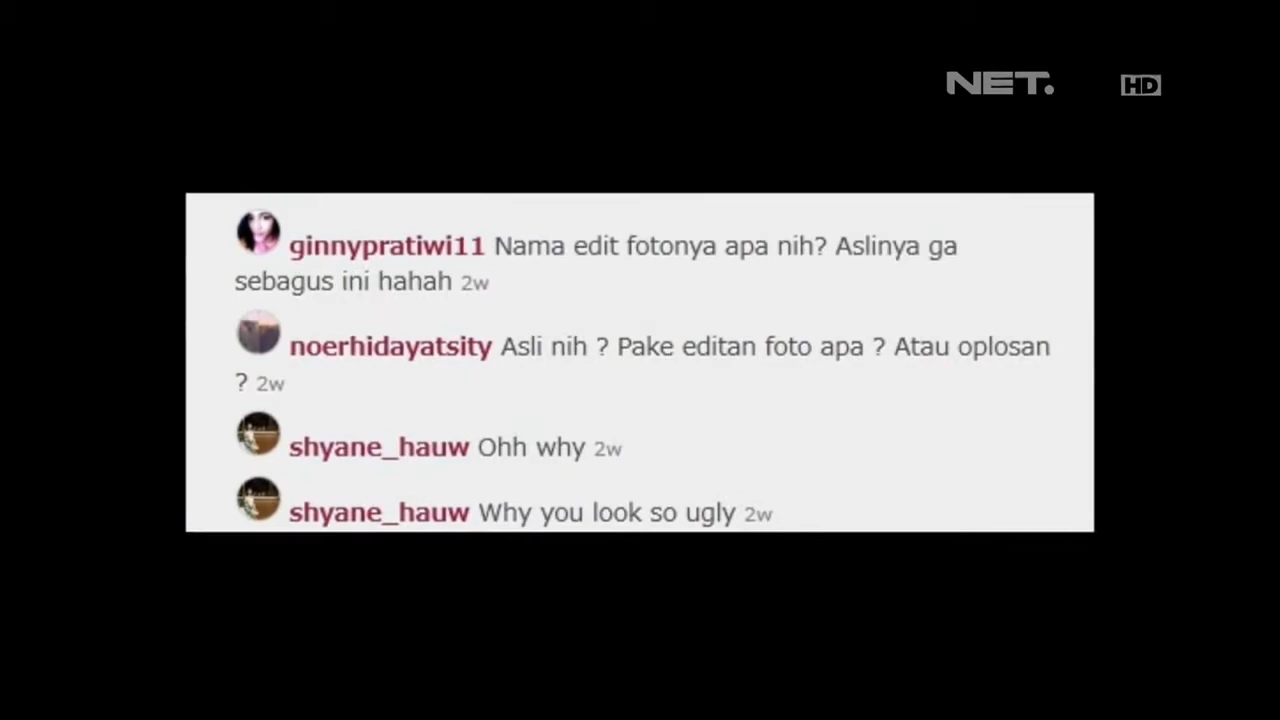 NET. HD
ginnypratiwi11 Nama edit fotonya apa nih? Aslinya ga
sebagus ini hahah 2w
noerhidayatsity Asli nih ? Pake editan foto apa ? Atau oplosan
? 2w
shyane_hauw Ohh why 2w
shyane_hauw Why you look so ugly 2w